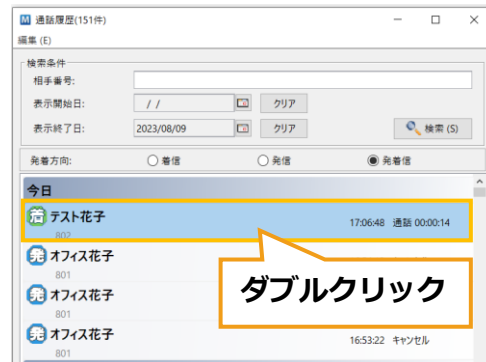 M 通話履歴(151件)
編集 (E)
検索条件
相手番号:
表示開始日: / / クリア
表示終了日: 2023/08/09 クリア 検索 (S)
発着方向: 着信 発信 発着信
今日
着 テスト花子 17:06:48 通話 00:00:14
802
発 オフィス花子
801
発 オフィス花子
801
ダブルクリック
発 オフィス花子 16:53:22 キャンセル
801